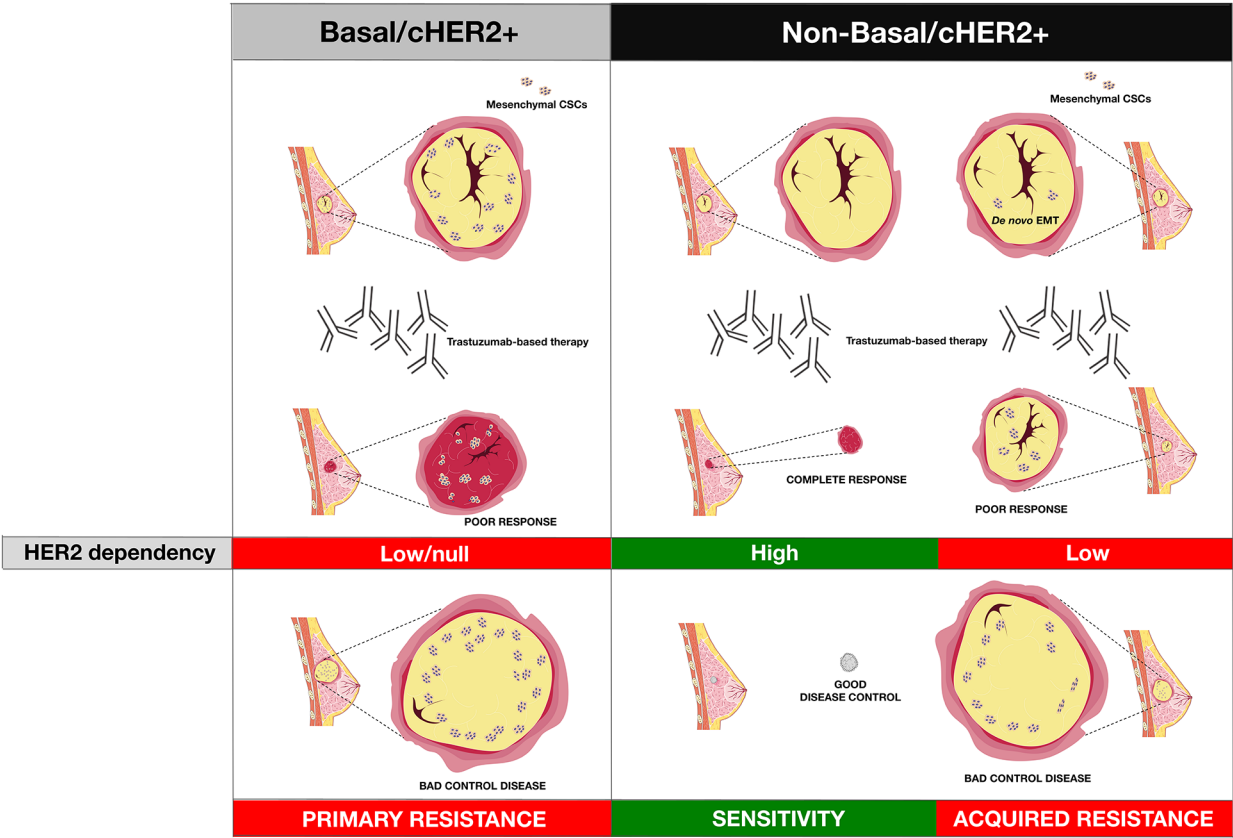 Basal/cHER2+
Non-Basal/cHER2+
Mesenchymal CSCs
Mesenchymal CSCs
De novo EMT
Trastuzumab-based therapy
Trastuzumab-based therapy
POOR RESPONSE
COMPLETE RESPONSE
POOR RESPONSE
HER2 dependency
Low/null
High
Low
BAD CONTROL DISEASE
GOOD
DISEASE CONTROL
BAD CONTROL DISEASE
PRIMARY RESISTANCE
SENSITIVITY
ACQUIRED RESISTANCE